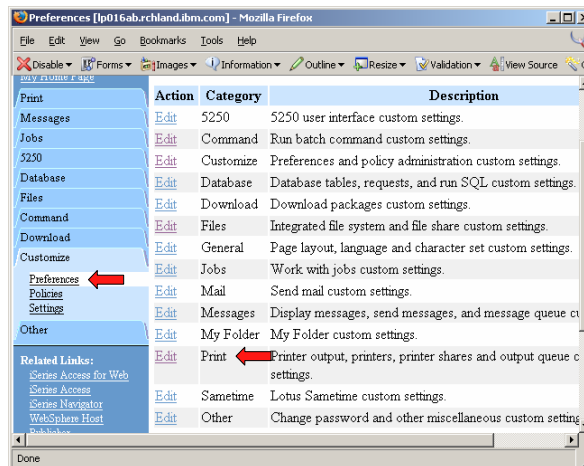 Preferences [lp016ab.rchland.ibm.com] - Mozilla Firefox
File Edit View Go Bookmarks Tools Help
Disable Forms Images Information Outline Resize Validation View Source
My Home Page
Print
Messages
Jobs
5250
Database
Files
Command
Download
Customize
Preferences
Policies
Settings
Other
Related Links:
iSeries Access for Web
iSeries Access
iSeries Navigator
WebSphere Host
Publisher
Action Category Description
Edit 5250 5250 user interface custom settings.
Edit Command Run batch command custom settings.
Edit Customize Preferences and policy administration custom settings.
Edit Database Database tables, requests, and run SQL custom settings.
Edit Download Download packages custom settings.
Edit Files Integrated file system and file share custom settings.
Edit General Page layout, language and character set custom settings.
Edit Jobs Work with jobs custom settings.
Edit Mail Send mail custom settings.
Edit Messages Display messages, send messages, and message queue cu
Edit My Folder My Folder custom settings.
Edit Print Printer output, printers, printer shares and output queue c
settings.
Edit Sametime Lotus Sametime custom settings.
Edit Other Change password and other miscellaneous custom setting
Done